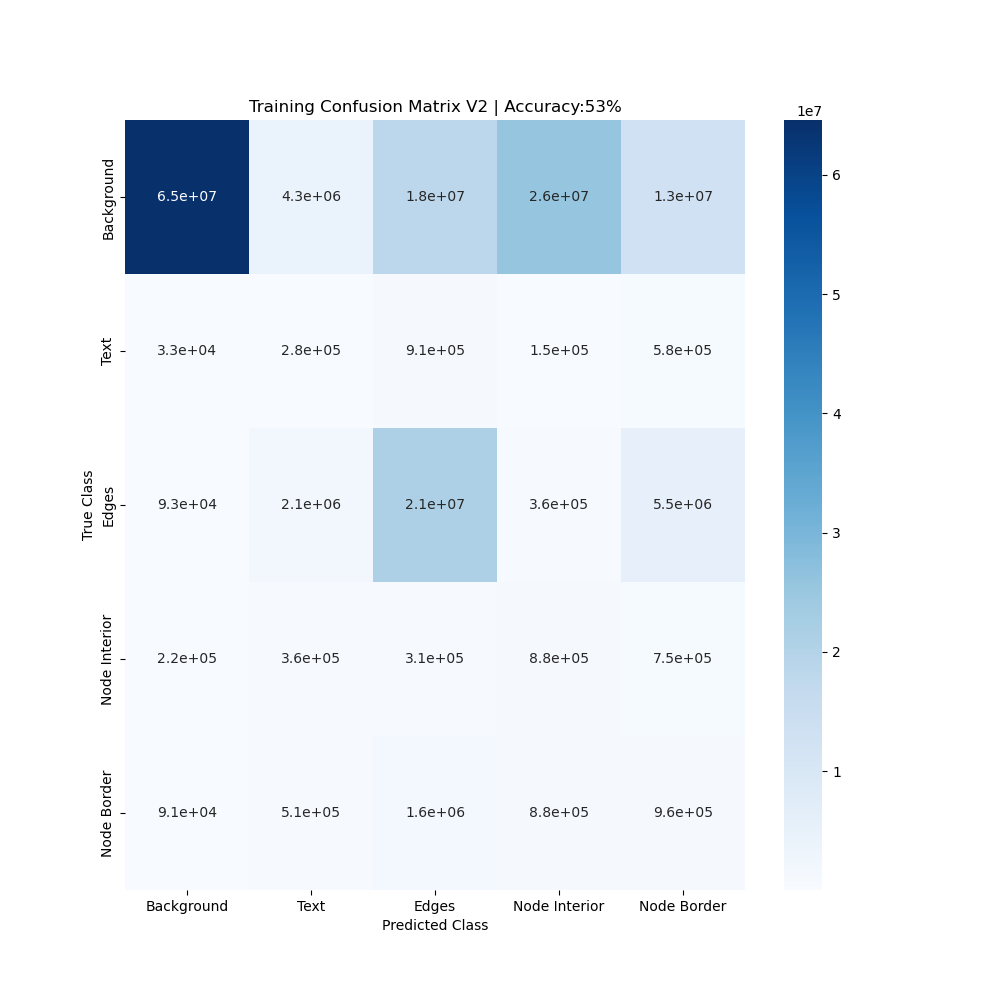 Training Confusion Matrix V2 | Accuracy:53%
1e7
Background 6.5e+07 4.3e+06 1.8e+07 2.6e+07 1.3e+07
Text 3.3e+04 2.8e+05 9.1e+05 1.5e+05 5.8e+05
Edges 9.3e+04 2.1e+06 2.1e+07 3.6e+05 5.5e+06
Node Interior 2.2e+05 3.6e+05 3.1e+05 8.8e+05 7.5e+05
Node Border 9.1e+04 5.1e+05 1.6e+06 8.8e+05 9.6e+05
True Class
Background Text Edges Node Interior Node Border
Predicted Class
6
5
4
3
2
1